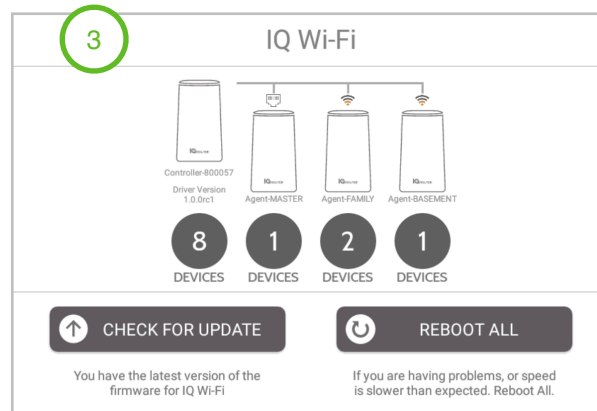 3
IQ Wi-Fi
Controller-800057
Driver Version
1.0.0rc1
Agent-MASTER
Agent-FAMILY
Agent-BASEMENT
8
1
2
1
DEVICES
DEVICES
DEVICES
DEVICES
CHECK FOR UPDATE
REBOOT ALL
You have the latest version of the
firmware for IQ Wi-Fi
If you are having problems, or speed
is slower than expected. Reboot All.